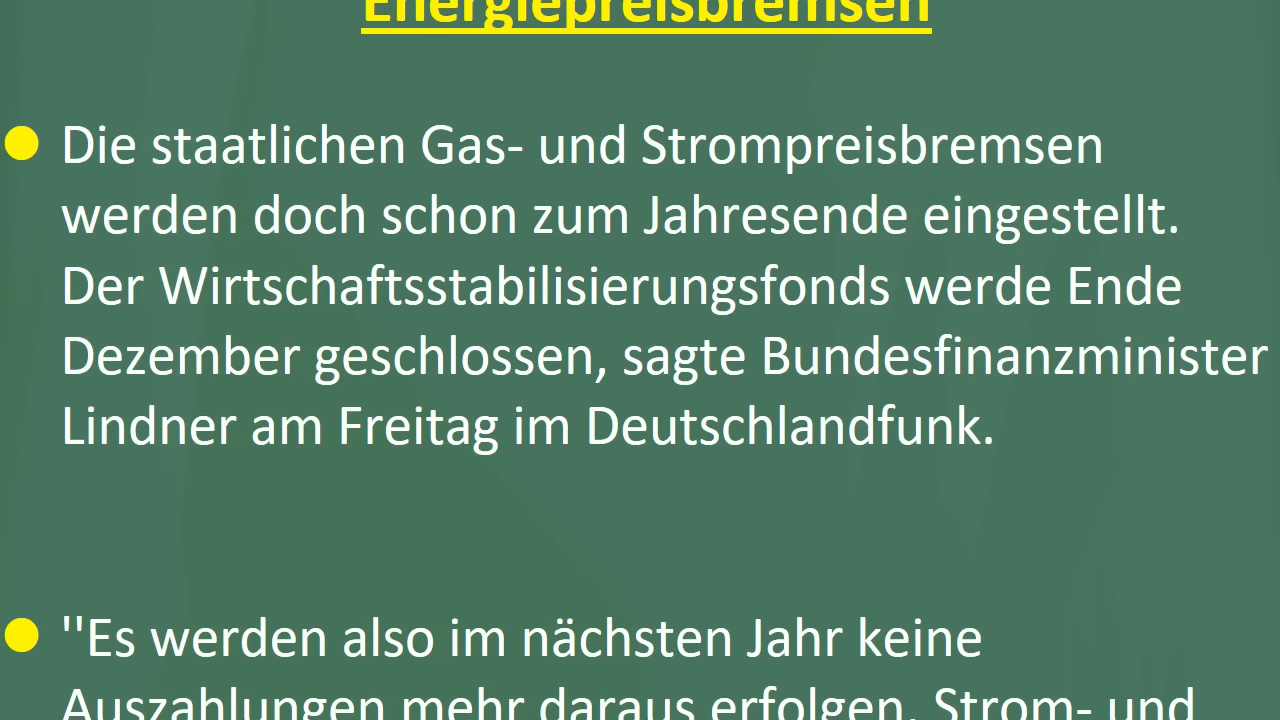 Energiepreisbremsen
Die staatlichen Gas- und Strompreisbremsen
werden doch schon zum Jahresende eingestellt.
Der Wirtschaftsstabilisierungsfonds werde Ende
Dezember geschlossen, sagte Bundesfinanzminister
Lindner am Freitag im Deutschlandfunk.
"Es werden also im nächsten Jahr keine
Auszahlungen mehr daraus erfolgen. Strom- und